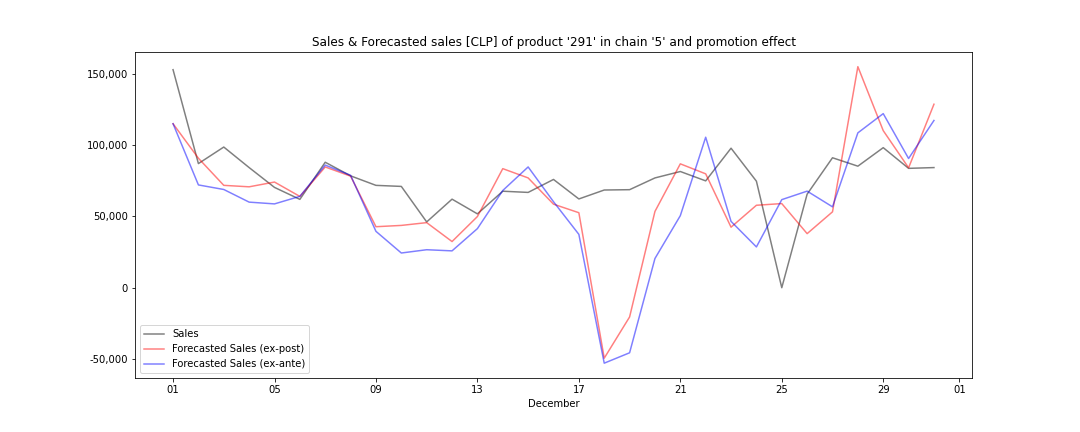 Sales & Forecasted sales [CLP] of product '291' in chain '5' and promotion effect
150,000
100,000
50,000
0
-50,000
Sales
Forecasted Sales (ex-post)
Forecasted Sales (ex-ante)
01 05 09 13 17 21 25 29 01
December